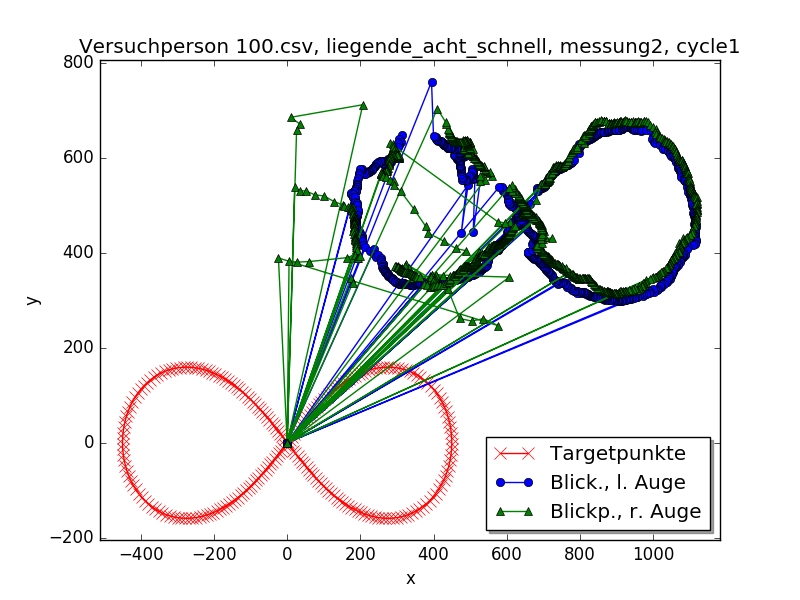 Versuchperson 100.csv, liegende_acht_schnell, messung2, cycle1
800
600
400
200
0
−200
y
−400 −200 0 200 400 600 800 1000
x
Targetpunkte
Blick., l. Auge
Blickp., r. Auge